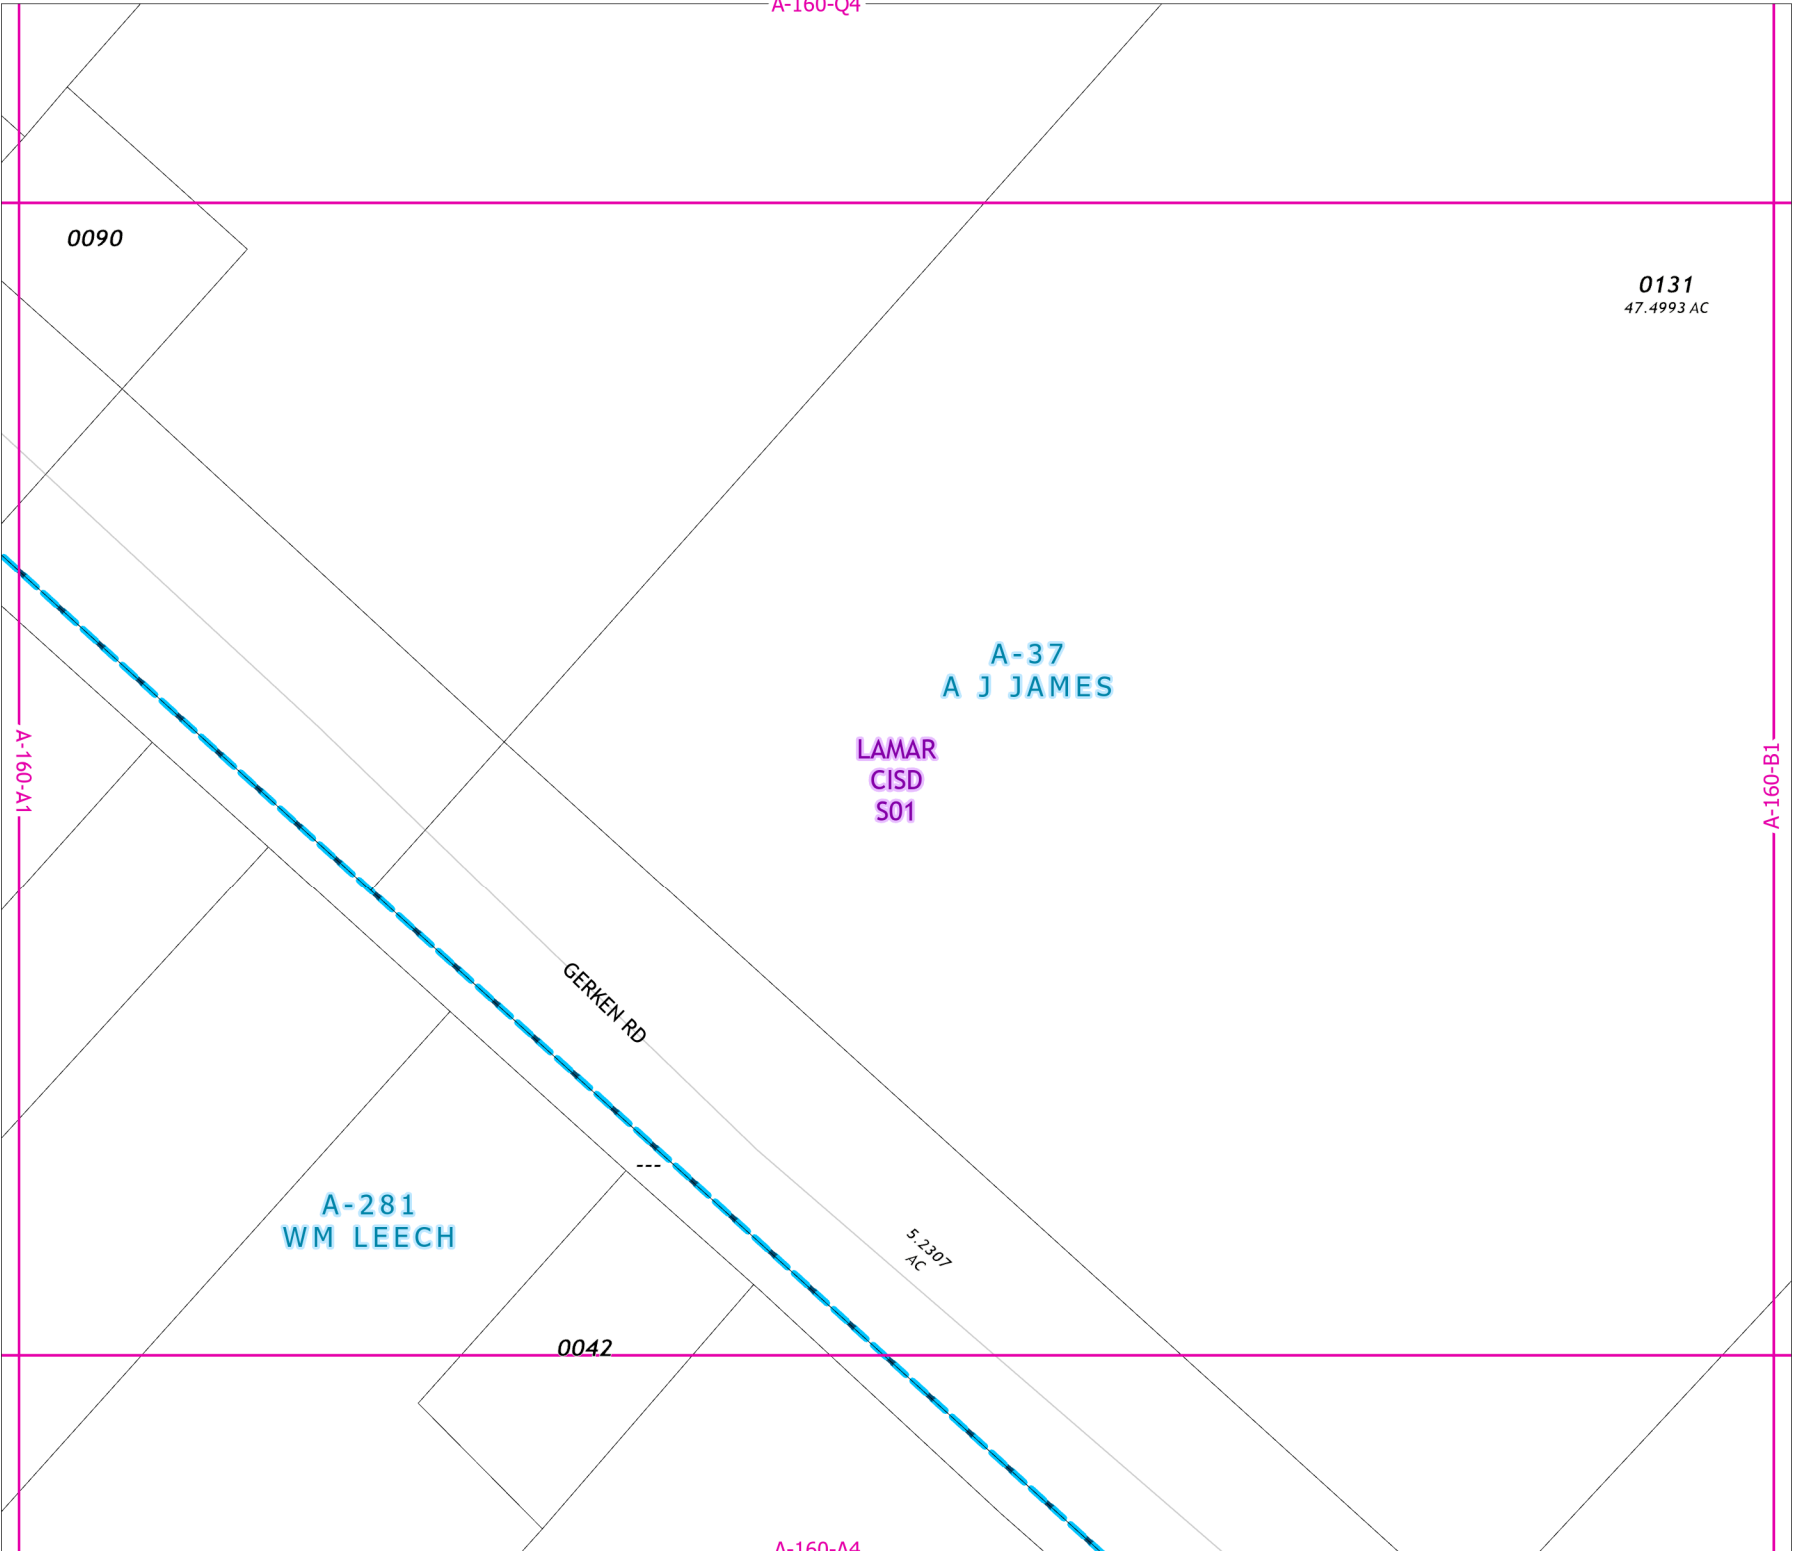 A-160-Q4
0090
0131
47.4993 AC
A-37
A J JAMES
LAMAR
CISD
S01
A-160-A1
A-160-B1
GERKEN RD
---
A-281
WM LEECH
5.2307
AC
0042
A-160-A4